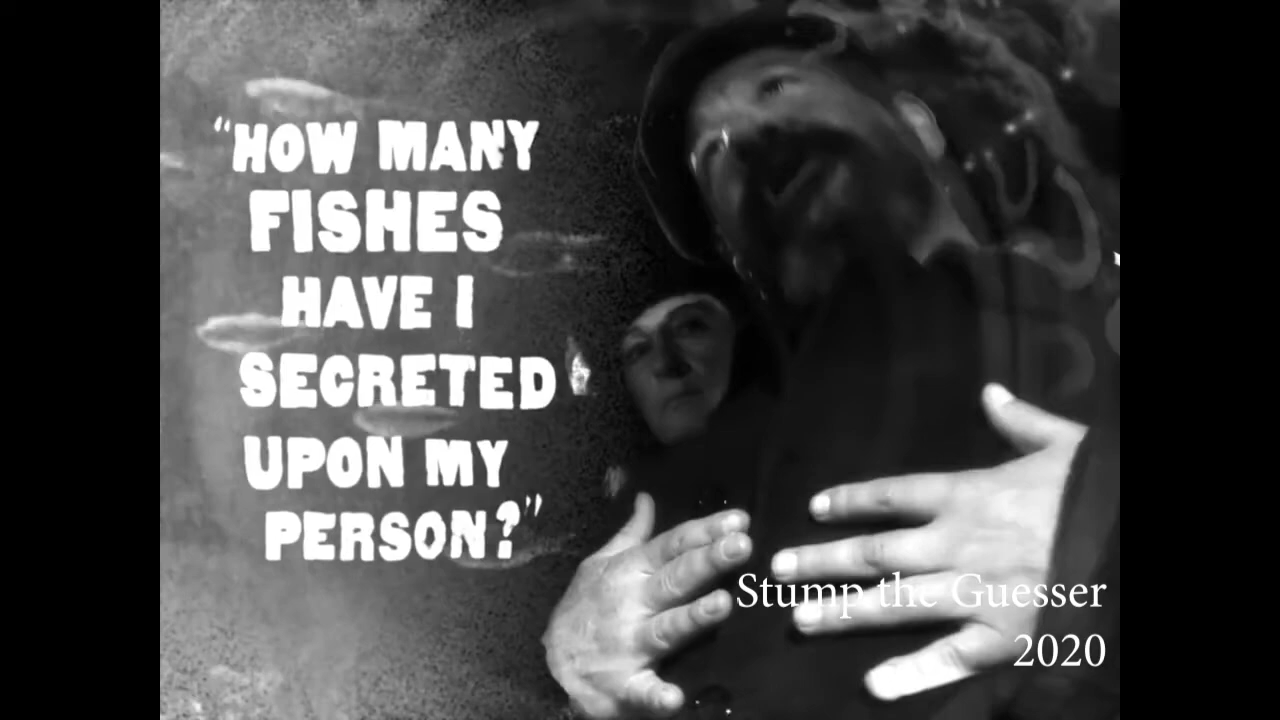 “HOW MANY
FISHES
HAVE I
SECRETED
UPON MY
PERSON?”
Stump the Guesser
2020